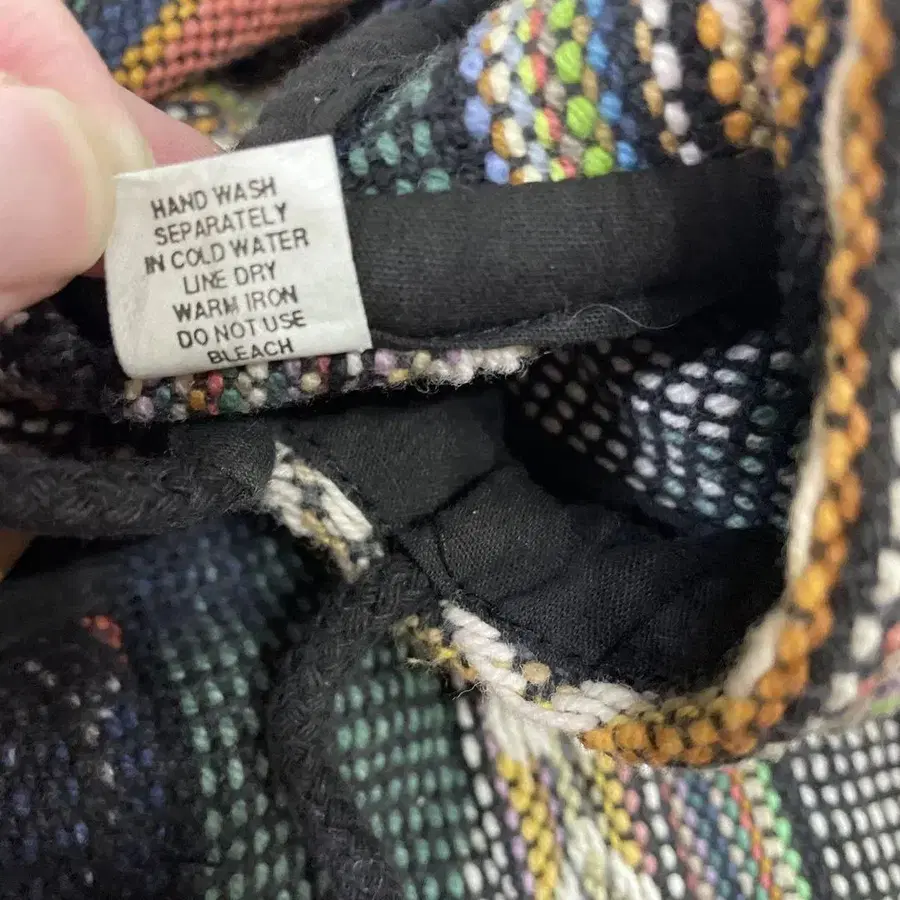 HAND WASH
SEPARATELY
IN COLD WATER
LINE DRY
WARM IRON
DO NOT USE
BLEACH